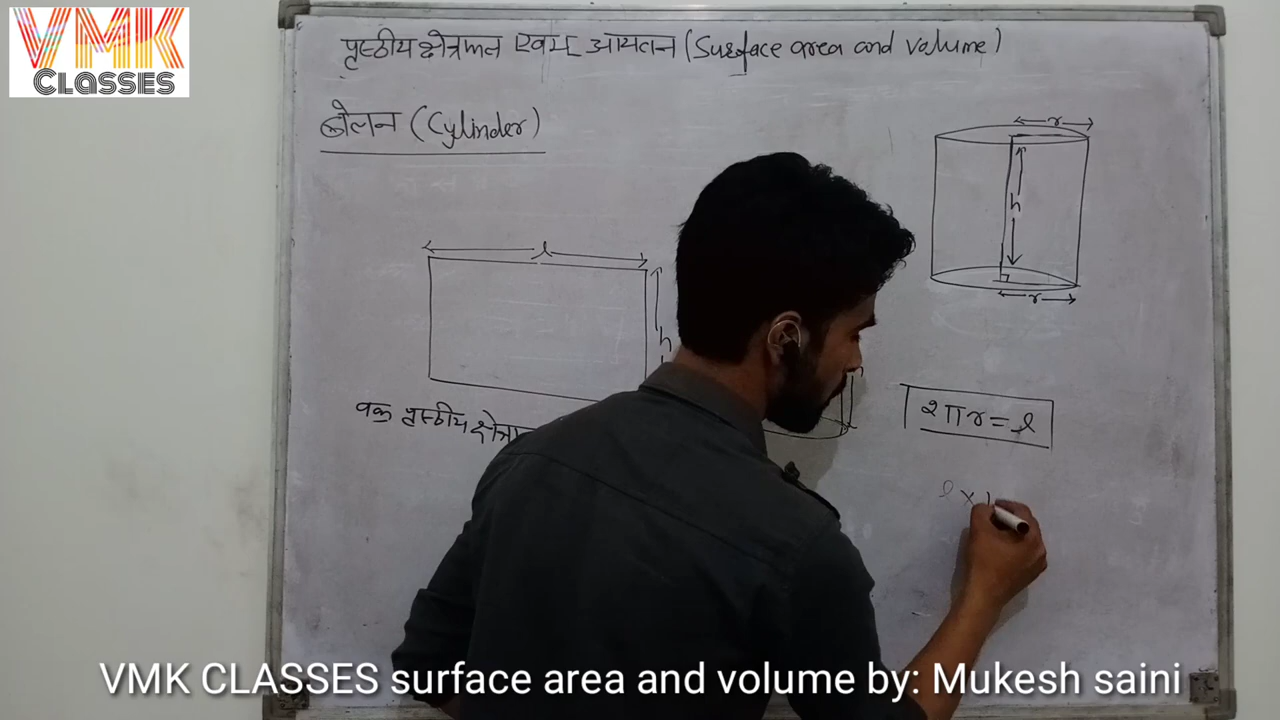 VMK
Classes
पृष्ठीय क्षेत्रफल एवम् आयतन (Surface area and volume)
बेलन (Cylinder)
r
h
r
l
h
वक्र पृष्ठीय क्षेत्र
2πr = l
l ×
VMK CLASSES surface area and volume by: Mukesh saini